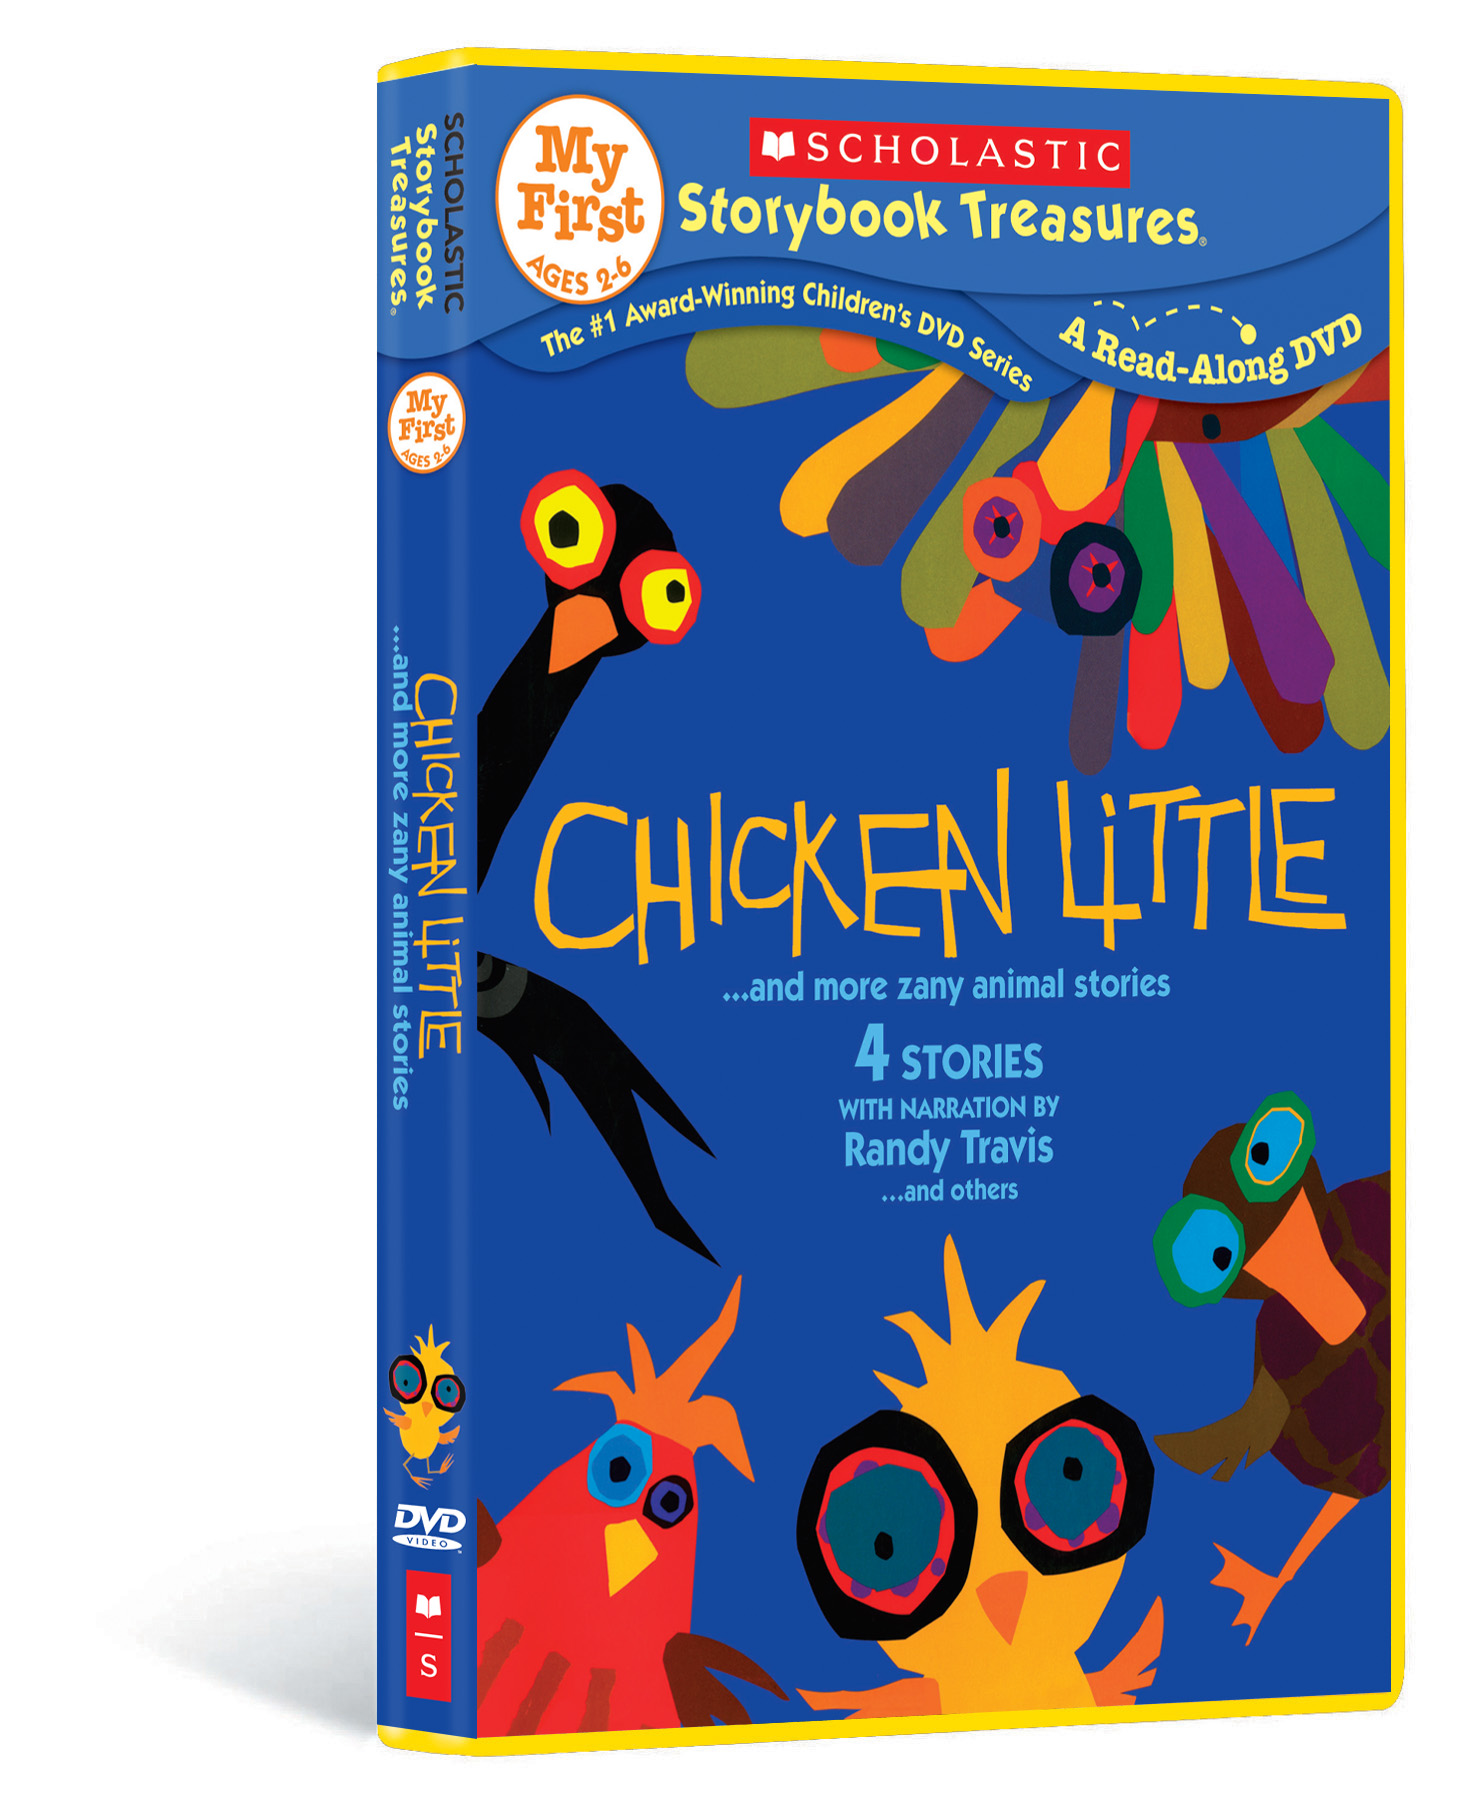 SCHOLASTIC
Storybook
Treasures®
My
First
AGES 2-6
CHICKEN LiTTLE
...and more zany animal stories
DVD
VIDEO
S
My
First
AGES 2-6
SCHOLASTIC
Storybook Treasures®
The #1 Award-Winning Children's DVD Series
A Read-Along DVD
CHICKEN LiTTLE
...and more zany animal stories
4 STORIES
WITH NARRATION BY
Randy Travis
...and others